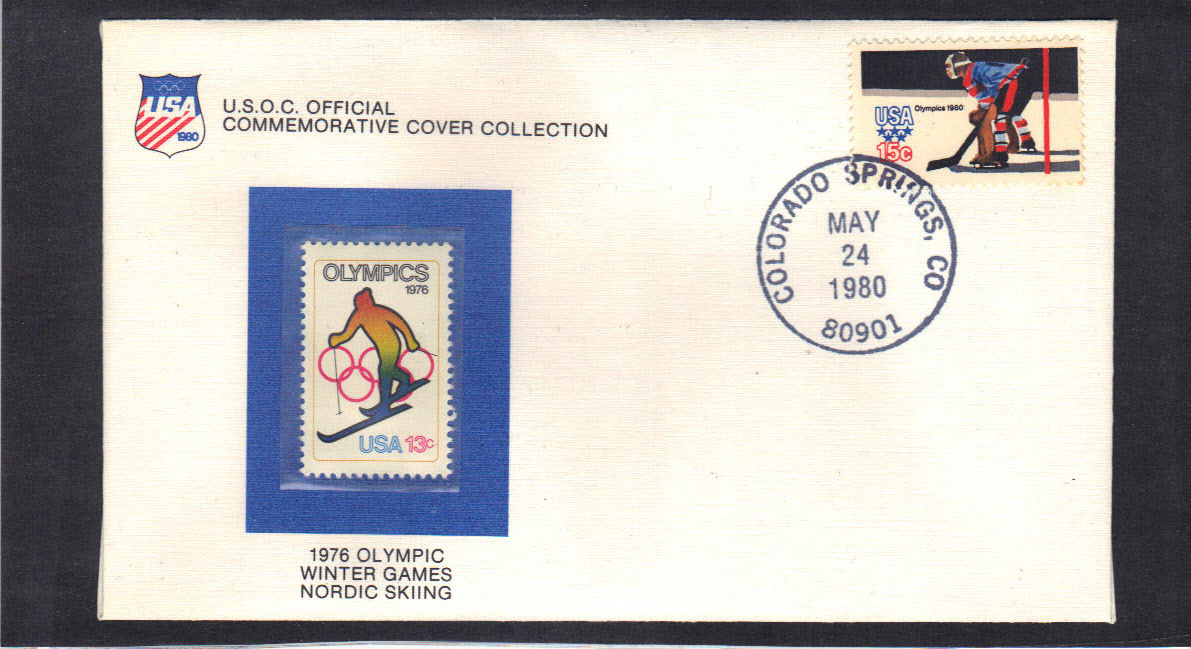 USA
1980
U.S.O.C. OFFICIAL
COMMEMORATIVE COVER COLLECTION
Olympics 1980
USA
15c
COLORADO SPRINGS, CO
MAY
24
1980
80901
OLYMPICS
1976
USA 13c
1976 OLYMPIC
WINTER GAMES
NORDIC SKIING